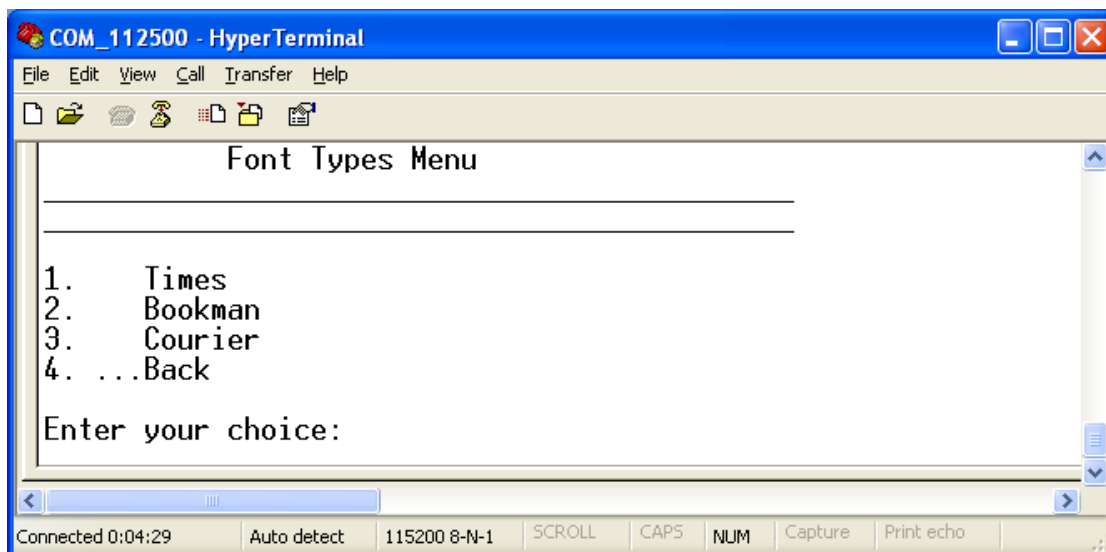 COM_112500 - HyperTerminal
File Edit View Call Transfer Help
Font Types Menu
1. Times
2. Bookman
3. Courier
4. ...Back
Enter your choice:
Connected 0:04:29 Auto detect 115200 8-N-1 SCROLL CAPS NUM Capture Print echo